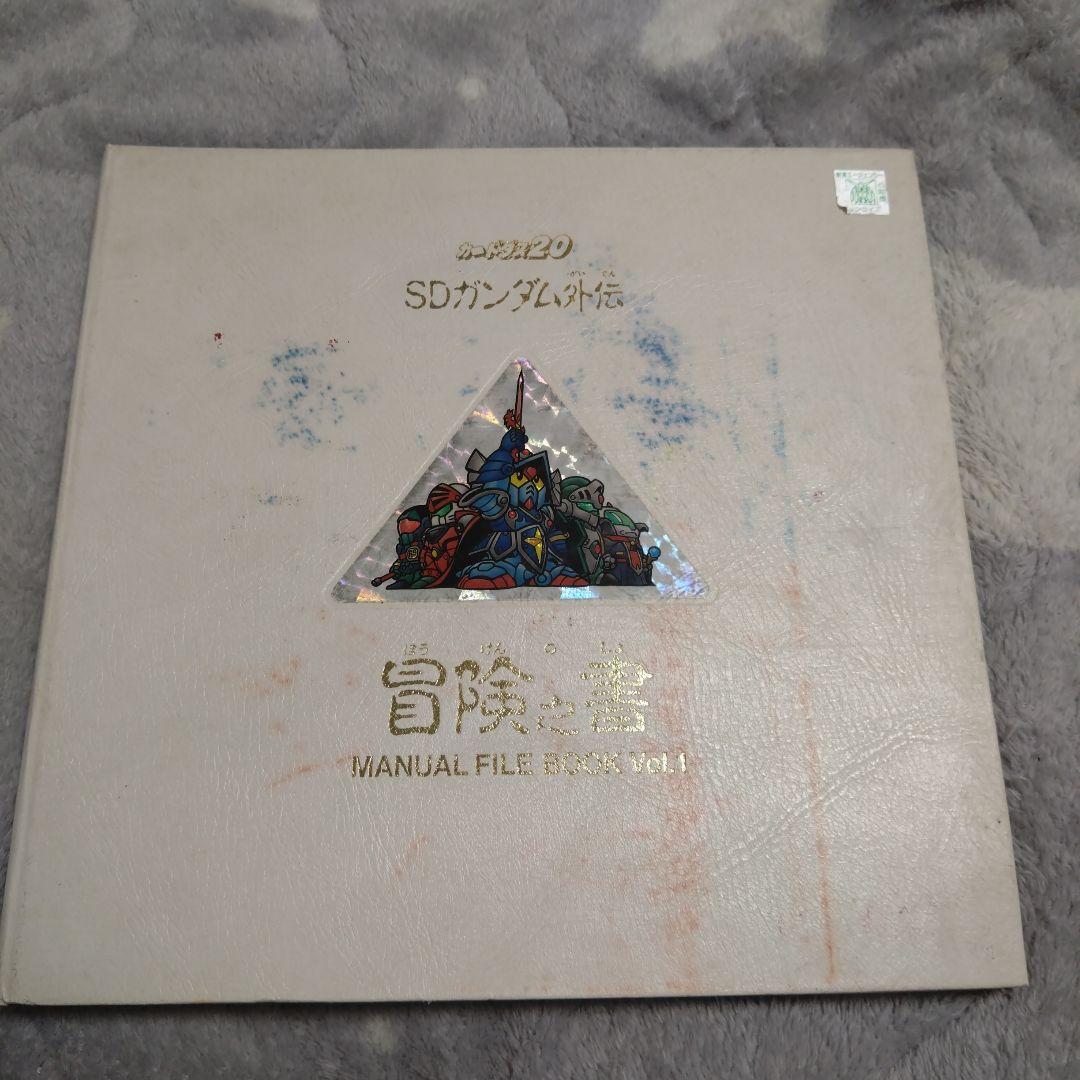 カードダス20
がいでん
SDガンダム外伝
ぼうけんのしょ
冒険之書
MANUAL FILE BOOK Vol.1